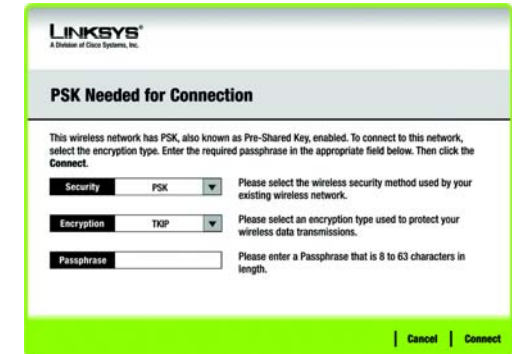 LINKSYS®
A Division of Cisco Systems, Inc.
PSK Needed for Connection
This wireless network has PSK, also known as Pre-Shared Key, enabled. To connect to this network,
select the encryption type. Enter the required passphrase in the appropriate field below. Then click the
Connect.
Security PSK Please select the wireless security method used by your
existing wireless network.
Encryption TKIP Please select an encryption type used to protect your
wireless data transmissions.
Passphrase Please enter a Passphrase that is 8 to 63 characters in
length.
Cancel Connect